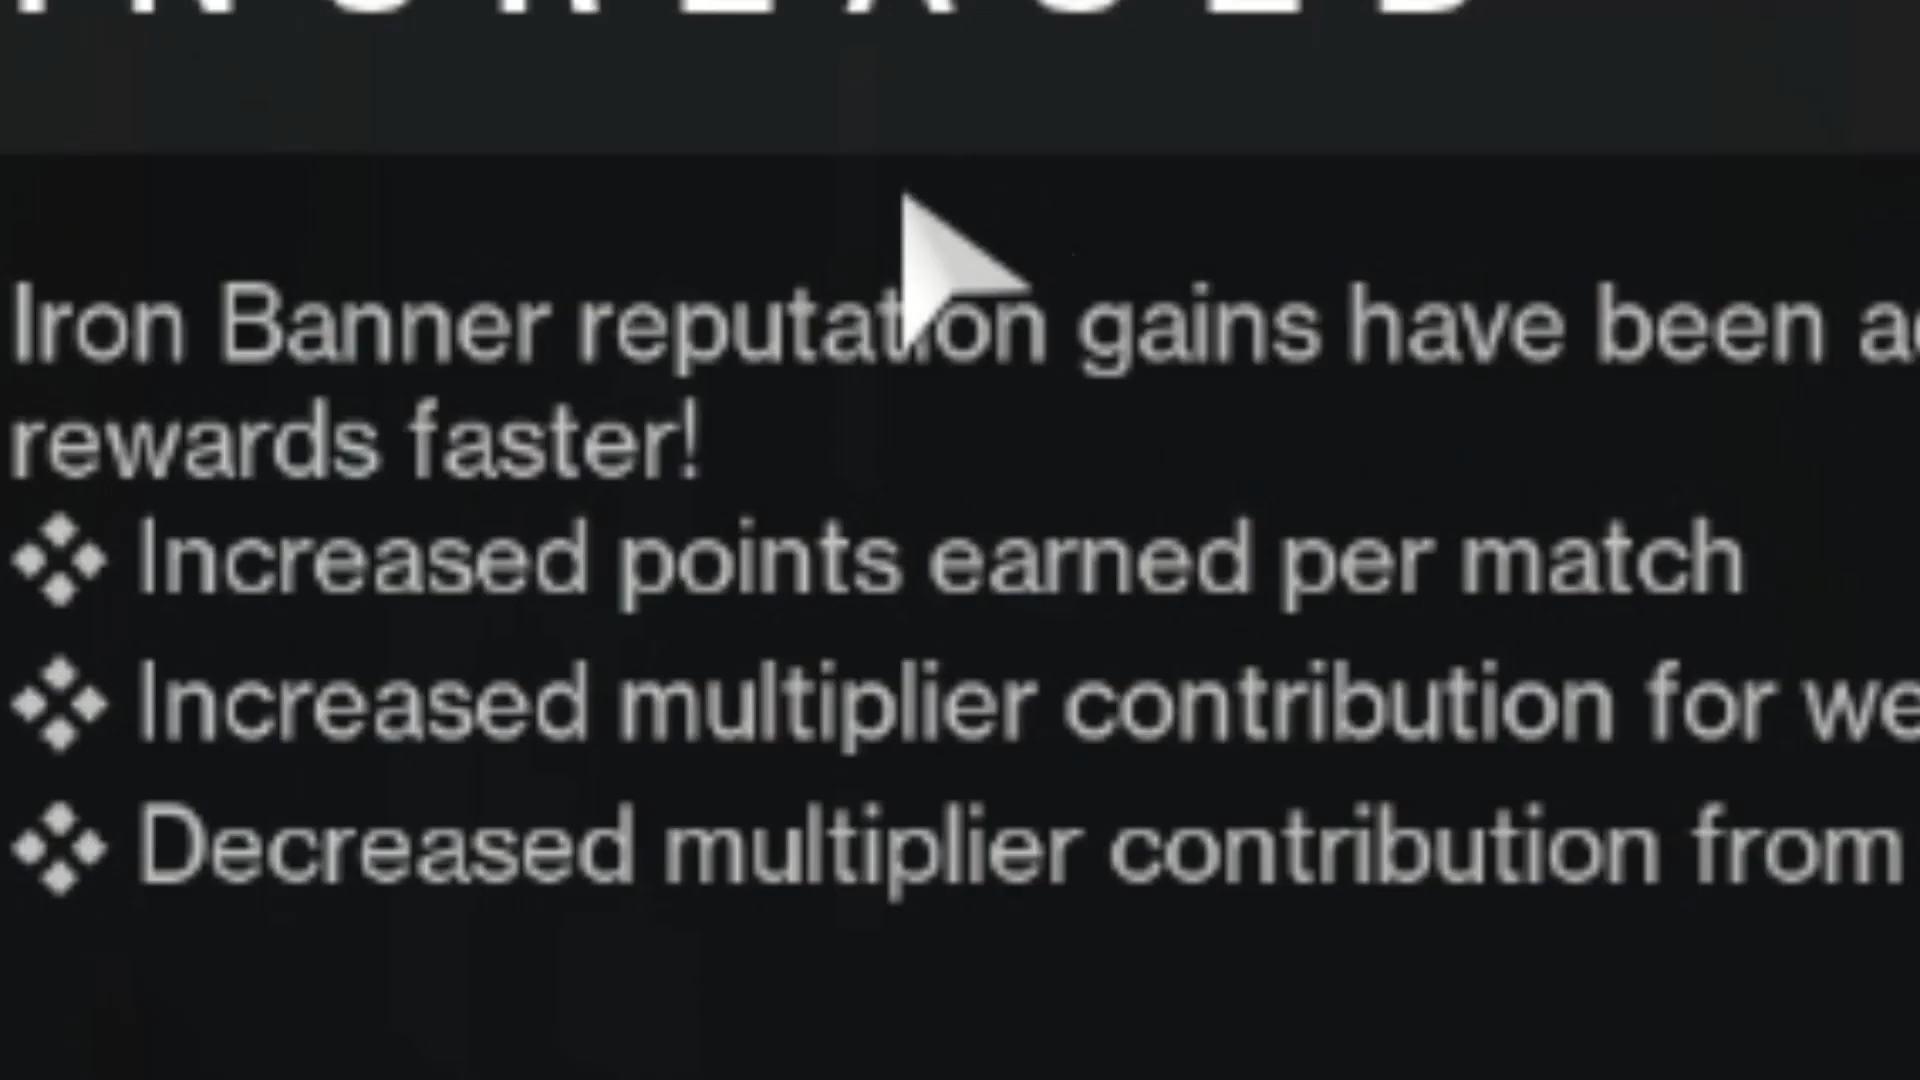 INCREASED
Iron Banner reputation gains have been
rewards faster!
❖ Increased points earned per match
❖ Increased multiplier contribution for
❖ Decreased multiplier contribution from